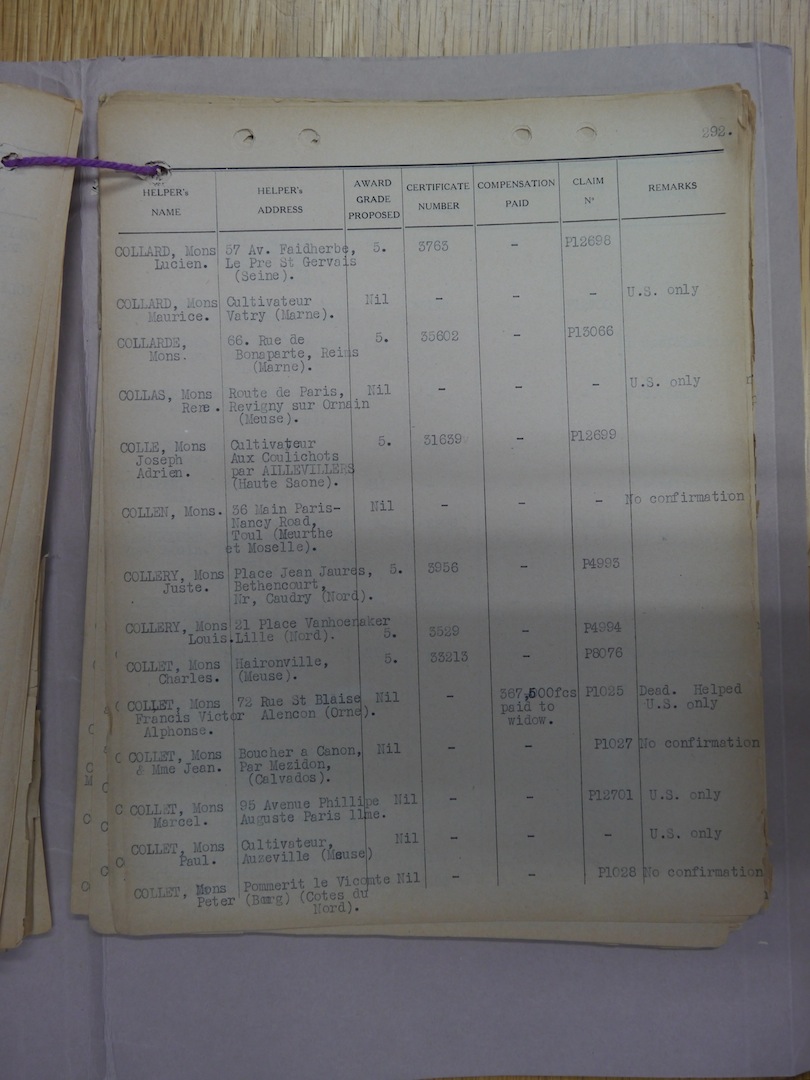 292.
HELPER's NAME HELPER's ADDRESS AWARD GRADE PROPOSED CERTIFICATE NUMBER COMPENSATION PAID CLAIM Nº REMARKS
COLLARD, Mons 57 Av. Faidherbe, 5. 3763 - P12698
Lucien. Le Pre St Gervais
(Seine).
COLLARD, Mons Cultivateur Nil - - - U.S. only
Maurice. Vatry (Marne).
COLLARDE, 66. Rue de 5. 35602 - P13066
Mons. Bonaparte, Reims
(Marne).
COLLAS, Mons Route de Paris, Nil - - - U.S. only
Rene. Revigny sur Ornain
(Meuse).
COLLE, Mons Cultivateur 5. 31639 - P12699
Joseph Aux Coulichots
Adrien. par AILLEVILLERS
(Haute Saone).
COLLEN, Mons. 36 Main Paris- Nil - - - No confirmation
Nancy Road,
Toul (Meurthe
et Moselle).
COLLERY, Mons Place Jean Jaures, 5. 3956 - P4993
Juste. Bethencourt,
Nr, Caudry (Nord).
COLLERY, Mons 21 Place Vanhoenaker
Louis. Lille (Nord). 5. 3529 - P4994
COLLET, Mons Haironville, 5. 33213 - P8076
Charles. (Meuse).
COLLET, Mons 72 Rue St Blaise Nil - 367,600fcs P1025 Dead. Helped
Francis Victor Alencon (Orne). paid to U.S. only
Alphonse. widow.
COLLET, Mons Boucher a Canon, Nil - - P1027 No confirmation
& Mme Jean. Par Mezidon,
(Calvados).
COLLET, Mons 95 Avenue Phillipe Nil - - P12701 U.S. only
Marcel. Auguste Paris 11me.
COLLET, Mons Cultivateur, Nil - - - U.S. only
Paul. Auzeville (Meuse)
COLLET, Mons Pommerit le Vicomte Nil - - P1028 No confirmation
Peter (Bourg) (Cotes du
Nord).